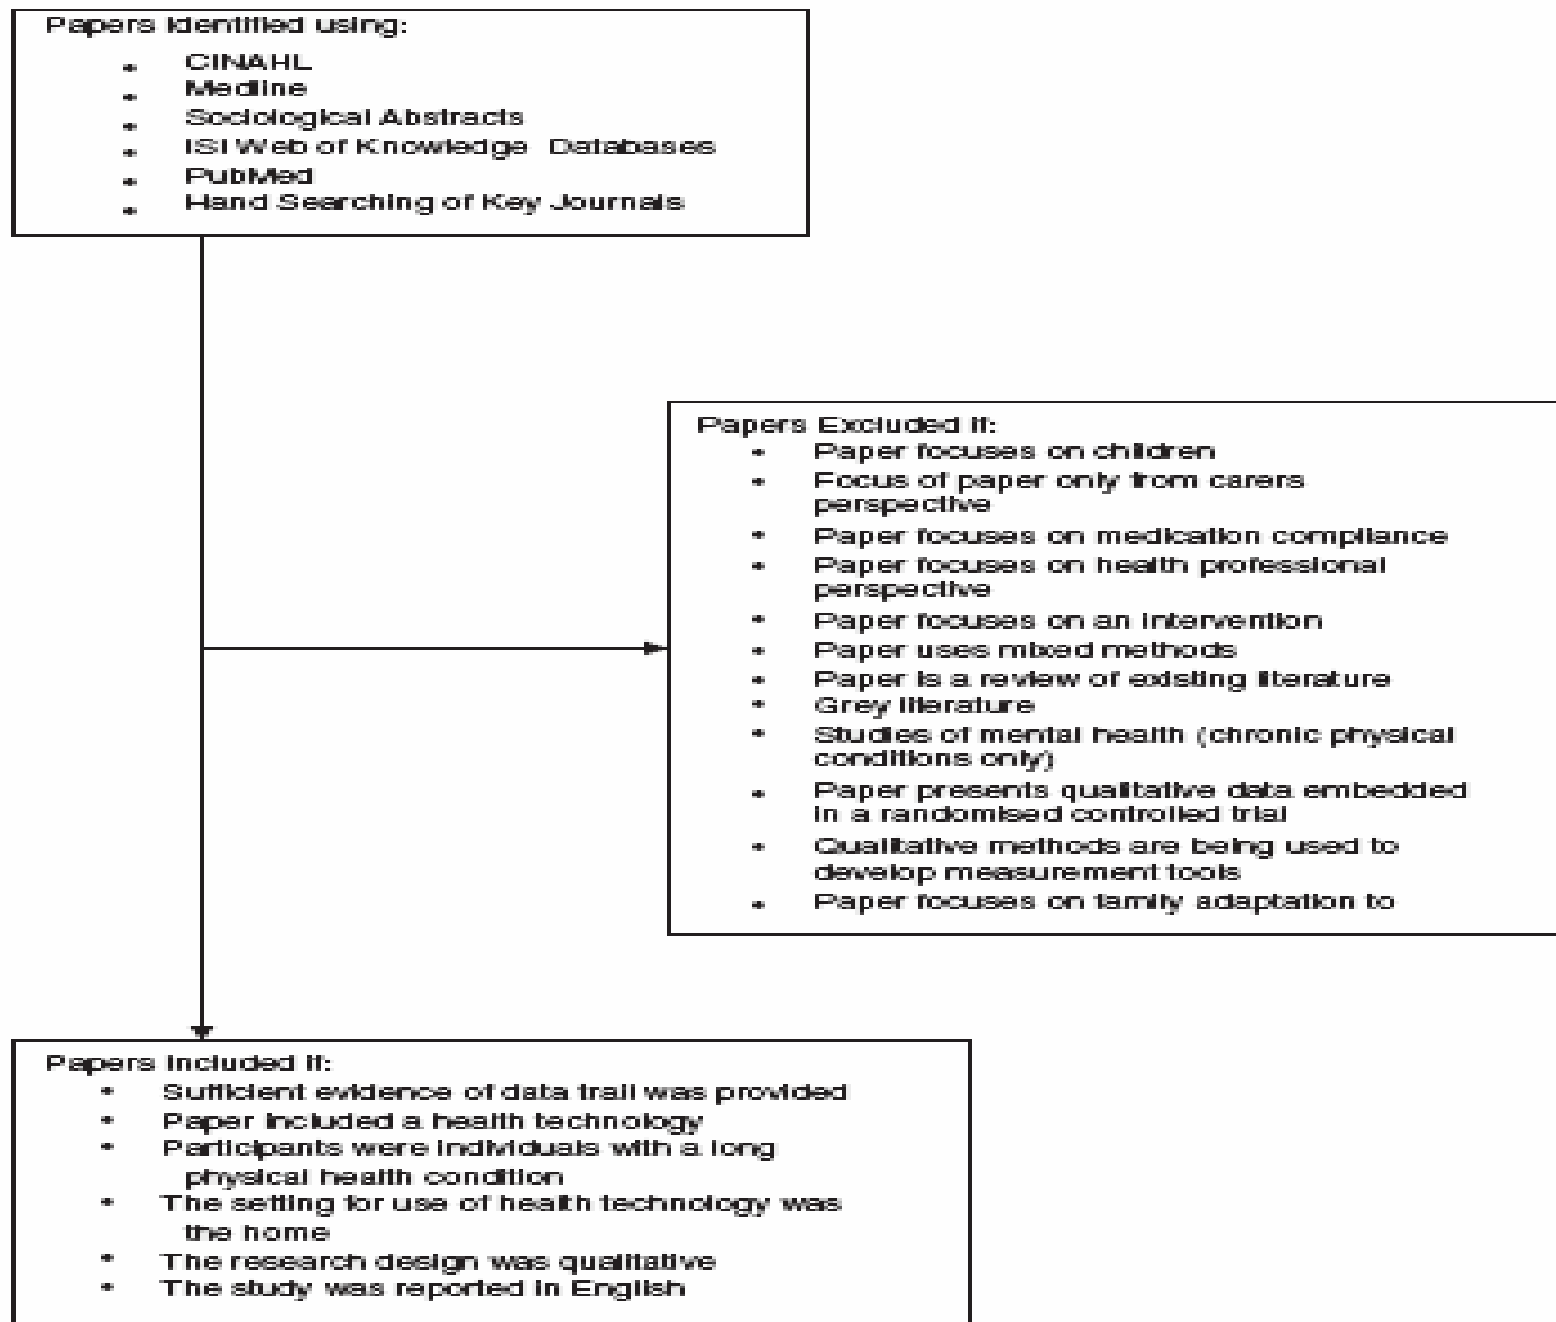 Papers Identified using:
* CINAHL
* Medline
* Sociological Abstracts
* ISI Web of Knowledge Databases
* PubMed
* Hand Searching of Key Journals
Papers Excluded if:
* Paper focuses on children
* Focus of paper only from carers
perspective
* Paper focuses on medication compliance
* Paper focuses on health professional
perspective
* Paper focuses on an intervention
* Paper uses mixed methods
* Paper is a review of existing literature
* Grey literature
* Studies of mental health (chronic physical
conditions only)
* Paper presents qualitative data embedded
in a randomised controlled trial
* Qualitative methods are being used to
develop measurement tools
* Paper focuses on family adaptation to
Papers Included if:
* Sufficient evidence of data trail was provided
* Paper included a health technology
* Participants were individuals with a long
physical health condition
* The setting for use of health technology was
the home
* The research design was qualitative
* The study was reported in English